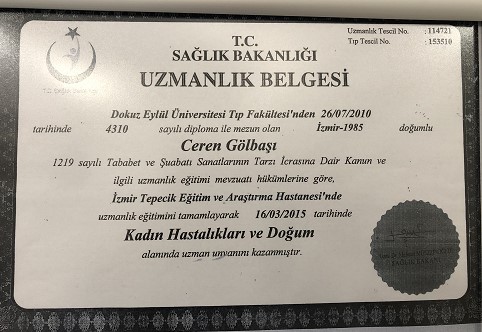 Uzmanlık Tescil No. : 114721
Tıp Tescil No. : 153510
T.C.
SAĞLIK BAKANLIĞI
UZMANLIK BELGESİ
Dokuz Eylül Üniversitesi Tıp Fakültesi'nden 26/07/2010
tarihinde 4310 sayılı diploma ile mezun olan İzmir-1985 doğumlu
Ceren Gölbaşı
1219 sayılı Tababet ve Şuabatı Sanatlarının Tarzı İcrasına Dair Kanun ve
ilgili uzmanlık eğitimi mevzuatı hükümlerine göre,
İzmir Tepecik Eğitim ve Araştırma Hastanesi'nde
uzmanlık eğitimini tamamlayarak 16/03/2015 tarihinde
Kadın Hastalıkları ve Doğum
alanında uzman unvanını kazanmıştır.